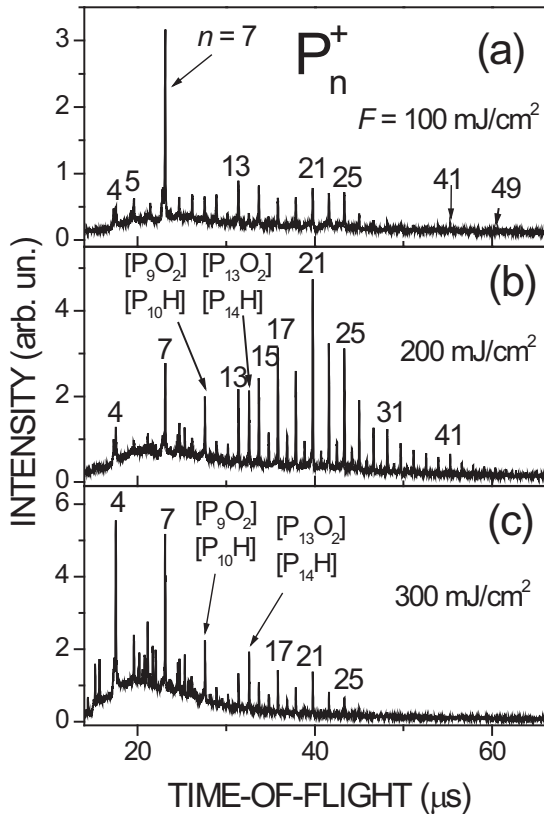 INTENSITY (arb. un.)
3
2
1
0
n = 7
P⁺ₙ
(a)
F = 100 mJ/cm²
4
5
13
21
25
41
49
4
2
0
[P₉O₂]
[P₁₀H]
[P₁₃O₂]
[P₁₄H]
(b)
200 mJ/cm²
4
7
13
15
17
21
25
31
41
6
4
2
0
4
7
[P₉O₂]
[P₁₀H]
[P₁₃O₂]
[P₁₄H]
(c)
300 mJ/cm²
17
21
25
20
40
60
TIME-OF-FLIGHT (μs)